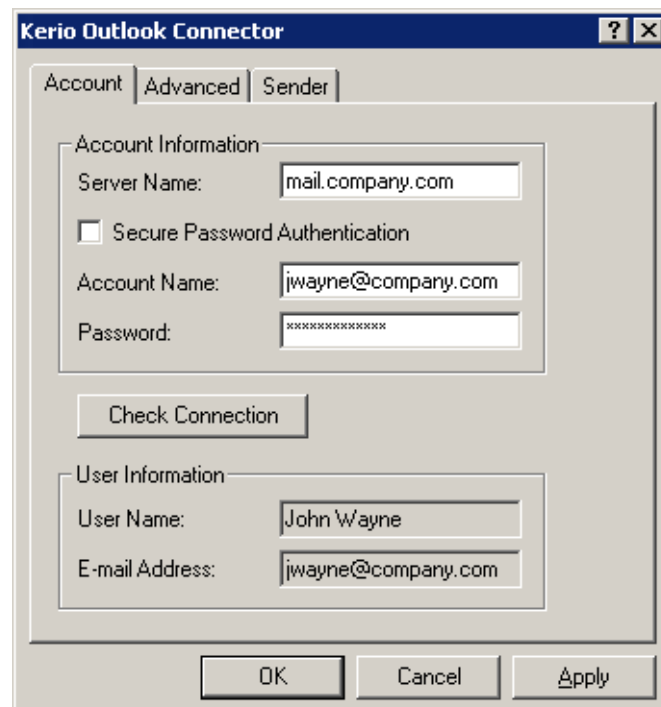 Kerio Outlook Connector
Account Advanced Sender
Account Information
Server Name: mail.company.com
Secure Password Authentication
Account Name: jwayne@company.com
Password: *************
Check Connection
User Information
User Name: John Wayne
E-mail Address: jwayne@company.com
OK Cancel Apply